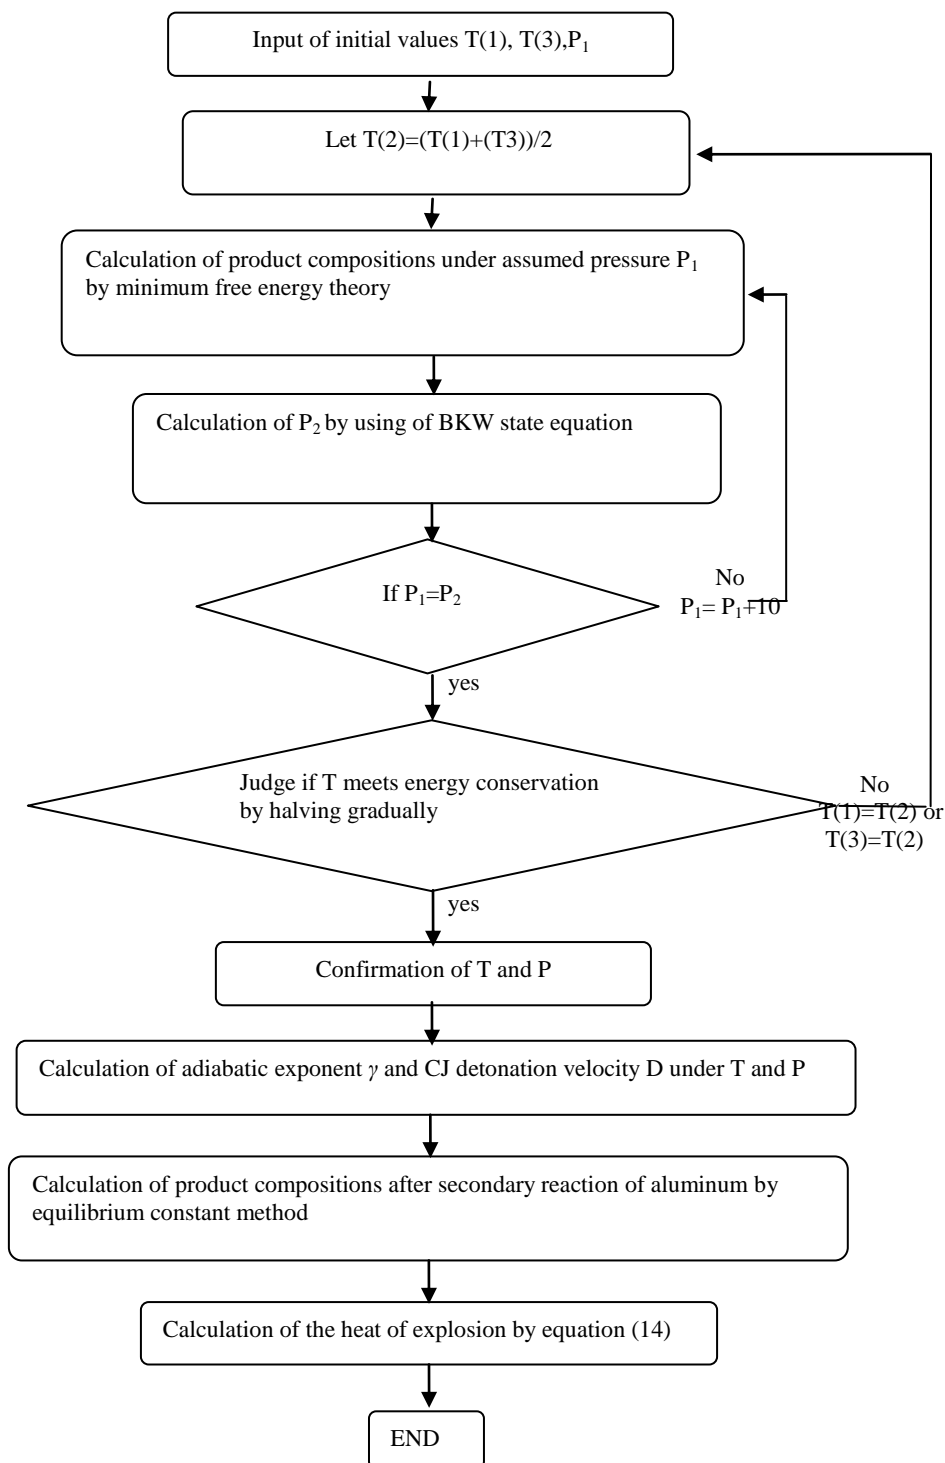 Input of initial values T(1), T(3),P₁
Let T(2)=(T(1)+(T3))/2
Calculation of product compositions under assumed pressure P₁
by minimum free energy theory
Calculation of P₂ by using of BKW state equation
If P₁=P₂
No
P₁= P₁+10
yes
Judge if T meets energy conservation
by halving gradually
No
T(1)=T(2) or
T(3)=T(2)
yes
Confirmation of T and P
Calculation of adiabatic exponent γ and CJ detonation velocity D under T and P
Calculation of product compositions after secondary reaction of aluminum by
equilibrium constant method
Calculation of the heat of explosion by equation (14)
END